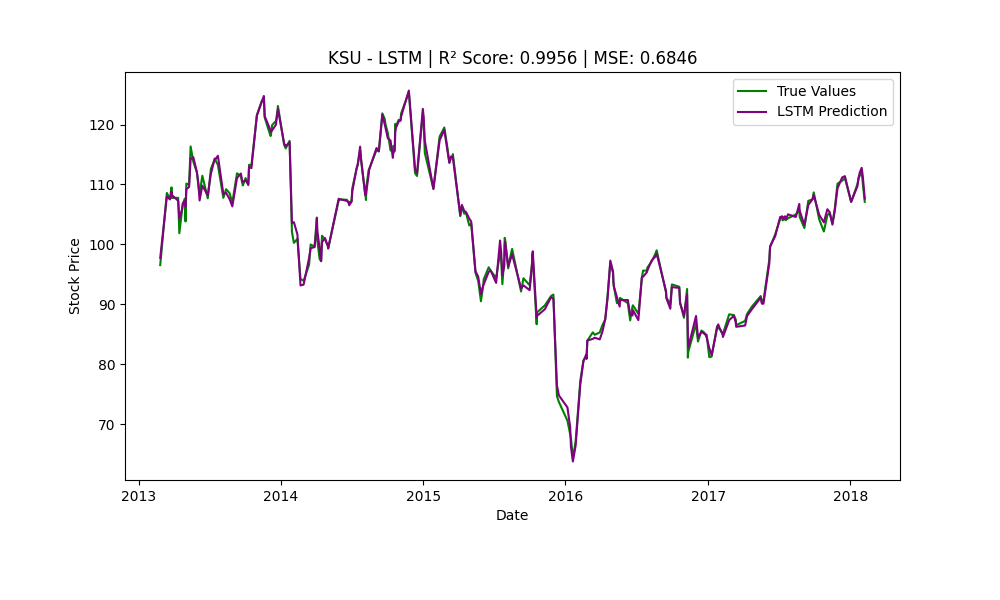 KSU - LSTM | R² Score: 0.9956 | MSE: 0.6846
True Values
LSTM Prediction
120
110
100
90
80
70
Stock Price
2013 2014 2015 2016 2017 2018
Date